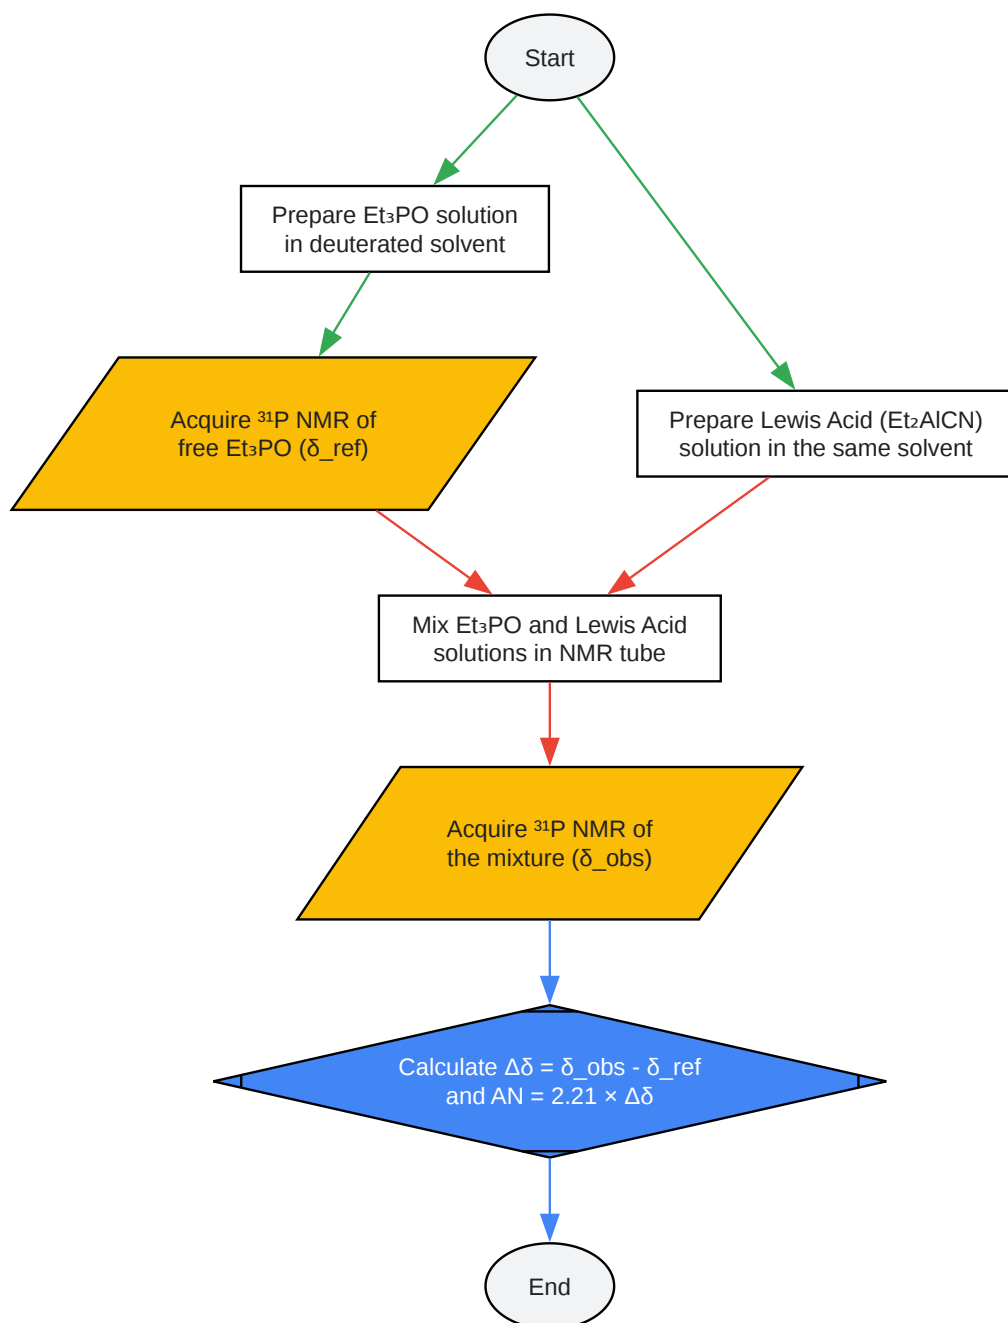 Start
Prepare Et₃PO solution
in deuterated solvent
Acquire ³¹P NMR of
free Et₃PO (δ_ref)
Prepare Lewis Acid (Et₂AlCN)
solution in the same solvent
Mix Et₃PO and Lewis Acid
solutions in NMR tube
Acquire ³¹P NMR of
the mixture (δ_obs)
Calculate Δδ = δ_obs - δ_ref
and AN = 2.21 × Δδ
End